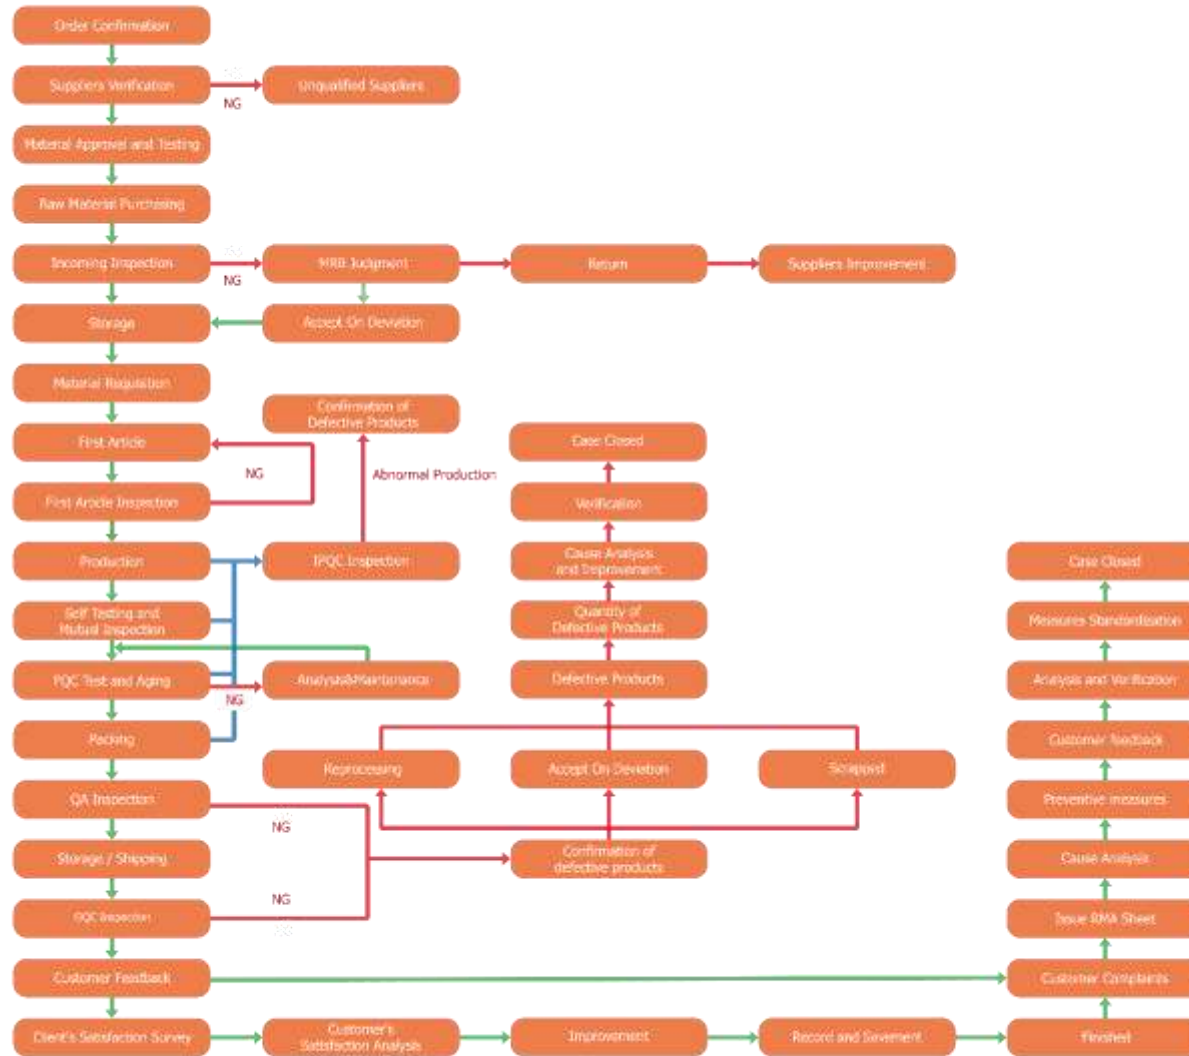 Order Confirmation
Suppliers Verification
NG
Unqualified Suppliers
Material Approval and Testing
Raw Material Purchasing
Incoming Inspection
NG
MRB Judgment
Return
Suppliers Improvement
Storage
Accept On Deviation
Material Requisition
Confirmation of
Defective Products
First Article
NG
Abnormal Production
Case Closed
First Article Inspection
Verification
Production
IPQC Inspection
Cause Analysis
and Improvement
Case Closed
Self Testing and
Mutual Inspection
Quantity of
Defective Products
Measures Standardisation
PQC Test and Aging
NG
Analysis&Maintenance
Defective Products
Analysis and Verification
Packing
Customer feedback
Reprocessing
Accept On Deviation
Scrapped
QA Inspection
NG
Preventive measures
Storage / Shipping
Confirmation of
defective products
Cause Analysis
NG
Inspection
Issue RMA Sheet
Customer Feedback
Customer Complaints
Client's Satisfaction Survey
Customer's
Satisfaction Analysis
Improvement
Record and Savement
Finished